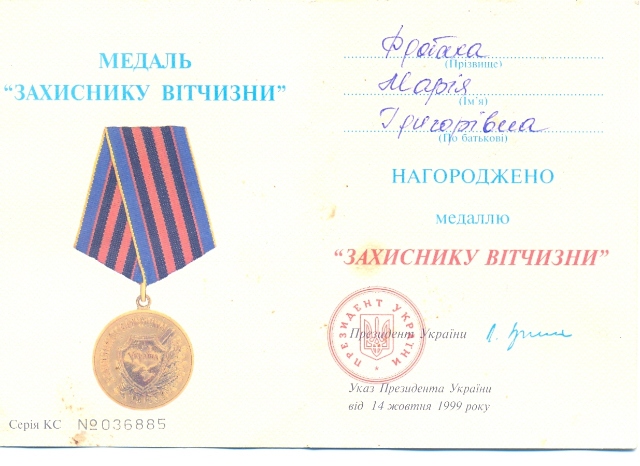 МЕДАЛЬ
“ЗАХИСНИКУ ВІТЧИЗНИ”
УКРАЇНА
Серія КС №036885
(Прізвище)
Марія
(Ім'я)
Григорівна
(По батькові)
НАГОРОДЖЕНО
медаллю
“ЗАХИСНИКУ ВІТЧИЗНИ”
ПРЕЗИДЕНТ УКРАЇНИ
Президент України
Указ Президента України
від 14 жовтня 1999 року